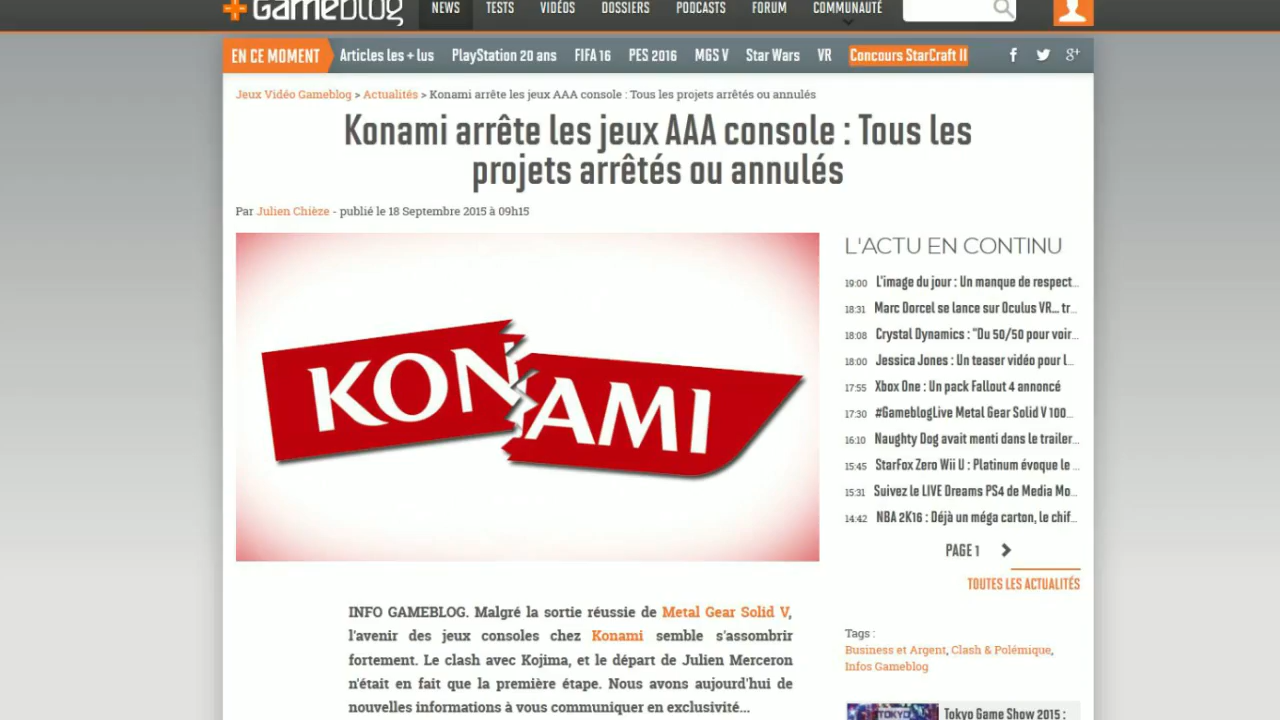 Gameblog
NEWS TESTS VIDÉOS DOSSIERS PODCASTS FORUM COMMUNAUTÉ
EN CE MOMENT Articles les + lus PlayStation 20 ans FIFA 16 PES 2016 MGS V Star Wars VR Concours StarCraft II
Jeux Vidéo Gameblog > Actualités > Konami arrête les jeux AAA console : Tous les projets arrêtés ou annulés
Konami arrête les jeux AAA console : Tous les
projets arrêtés ou annulés
Par Julien Chièze - publié le 18 Septembre 2015 à 09h15
KONAMI
INFO GAMEBLOG. Malgré la sortie réussie de Metal Gear Solid V,
l'avenir des jeux consoles chez Konami semble s'assombrir
fortement. Le clash avec Kojima, et le départ de Julien Merceron
n'était en fait que la première étape. Nous avons aujourd'hui de
nouvelles informations à vous communiquer en exclusivité...
L'ACTU EN CONTINU
19:00 L'image du jour : Un manque de respect...
18:31 Marc Dorcel se lance sur Oculus VR... tr...
18:08 Crystal Dynamics : "Du 50/50 pour voir...
18:00 Jessica Jones : Un teaser vidéo pour l...
17:55 Xbox One : Un pack Fallout 4 annoncé
17:30 #GameblogLive Metal Gear Solid V 100...
16:10 Naughty Dog avait menti dans le trailer...
15:45 StarFox Zero Wii U : Platinum évoque le ...
15:31 Suivez le LIVE Dreams PS4 de Media Mo...
14:42 NBA 2K16 : Déjà un méga carton, le chif...
PAGE 1
TOUTES LES ACTUALITÉS
Tags :
Business et Argent, Clash & Polémique,
Infos Gameblog
TOKYO
Tokyo Game Show 2015 :